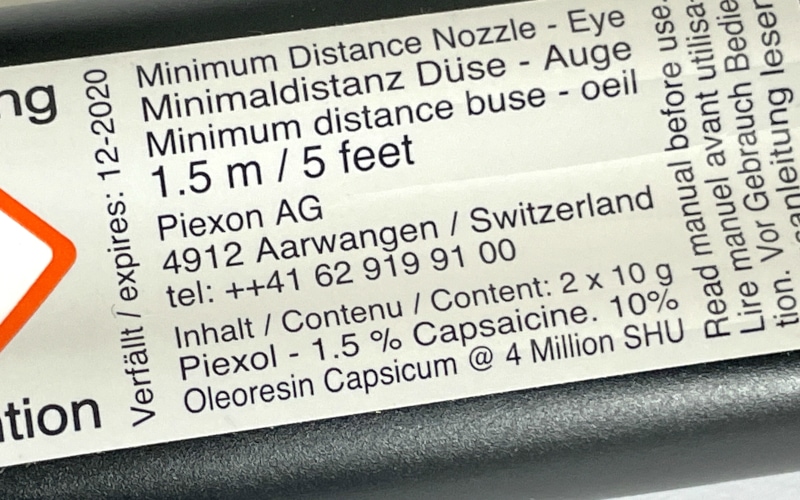 ng
Verfällt / expires: 12-2020
Minimum Distance Nozzle - Eye
Minimaldistanz Düse - Auge
Minimum distance buse - oeil
1.5 m / 5 feet
Piexon AG
4912 Aarwangen / Switzerland
tel: ++41 62 919 91 00
Inhalt / Contenu / Content: 2 x 10 g
Piexol - 1.5 % Capsaicine. 10%
Oleoresin Capsicum @ 4 Million SHU
Read manual before use.
Lire manuel avant utilisa-
tion. Vor Gebrauch Bedie
anleitung leser
tion